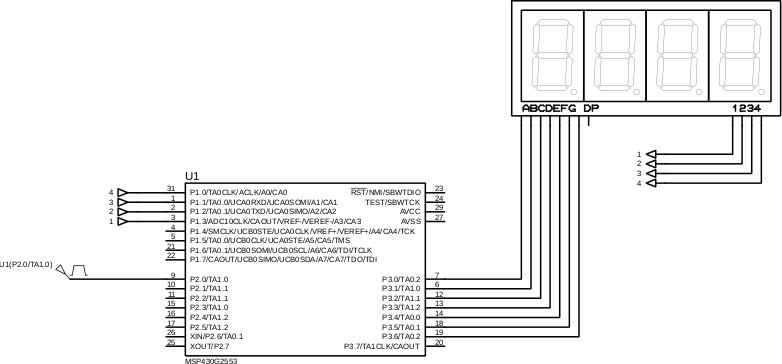 ABCDEFG DP
1234
1
2
3
4
U1
4 31 P1.0/TA0CLK/ACLK/A0/CA0
3 1 P1.1/TA0.0/UCA0RXD/UCA0SOMI/A1/CA1
2 2 P1.2/TA0.1/UCA0TXD/UCA0SIMO/A2/CA2
1 3 P1.3/ADC10CLK/CAOUT/VREF-/VEREF-/A3/CA3
4 P1.4/SMCLK/UCB0STE/UCA0CLK/VREF+/VEREF+/A4/CA4/TCK
5 P1.5/TA0.0/UCB0CLK/UCA0STE/A5/CA5/TMS
21 P1.6/TA0.1/UCB0SOMI/UCB0SCL/A6/CA6/TDI/TCLK
22 P1.7/CAOUT/UCB0SIMO/UCB0SDA/A7/CA7/TDO/TDI
RST/NMI/SBWTDIO 23
TEST/SBWTCK 24
AVCC 29
AVSS 27
U1(P2.0/TA1.0)
9 P2.0/TA1.0
10 P2.1/TA1.1
11 P2.2/TA1.1
15 P2.3/TA1.0
16 P2.4/TA1.2
17 P2.5/TA1.2
26 XIN/P2.6/TA0.1
25 XOUT/P2.7
P3.0/TA0.2 7
P3.1/TA1.0 6
P3.2/TA1.1 12
P3.3/TA1.2 13
P3.4/TA0.0 14
P3.5/TA0.1 18
P3.6/TA0.2 19
P3.7/TA1CLK/CAOUT 20
MSP430G2553